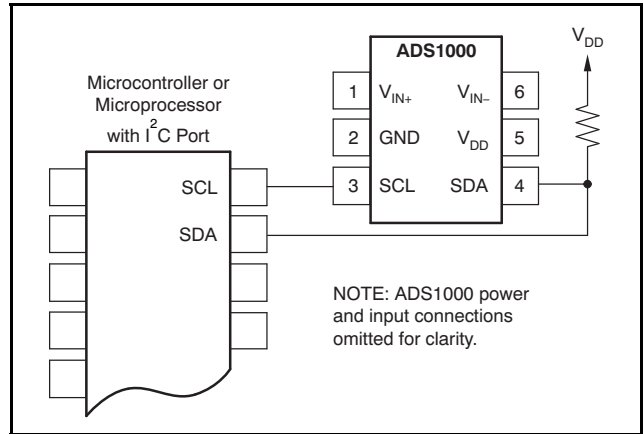 ADS1000
V_DD
Microcontroller or
Microprocessor
with I²C Port
1 V_IN+ V_IN– 6
2 GND V_DD 5
3 SCL SDA 4
SCL
SDA
NOTE: ADS1000 power
and input connections
omitted for clarity.